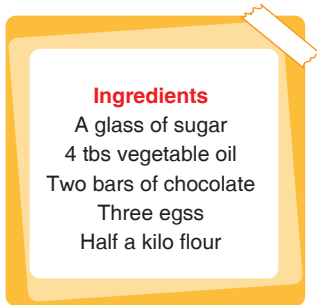 Ingredients
A glass of sugar
4 tbs vegetable oil
Two bars of chocolate
Three egss
Half a kilo flour